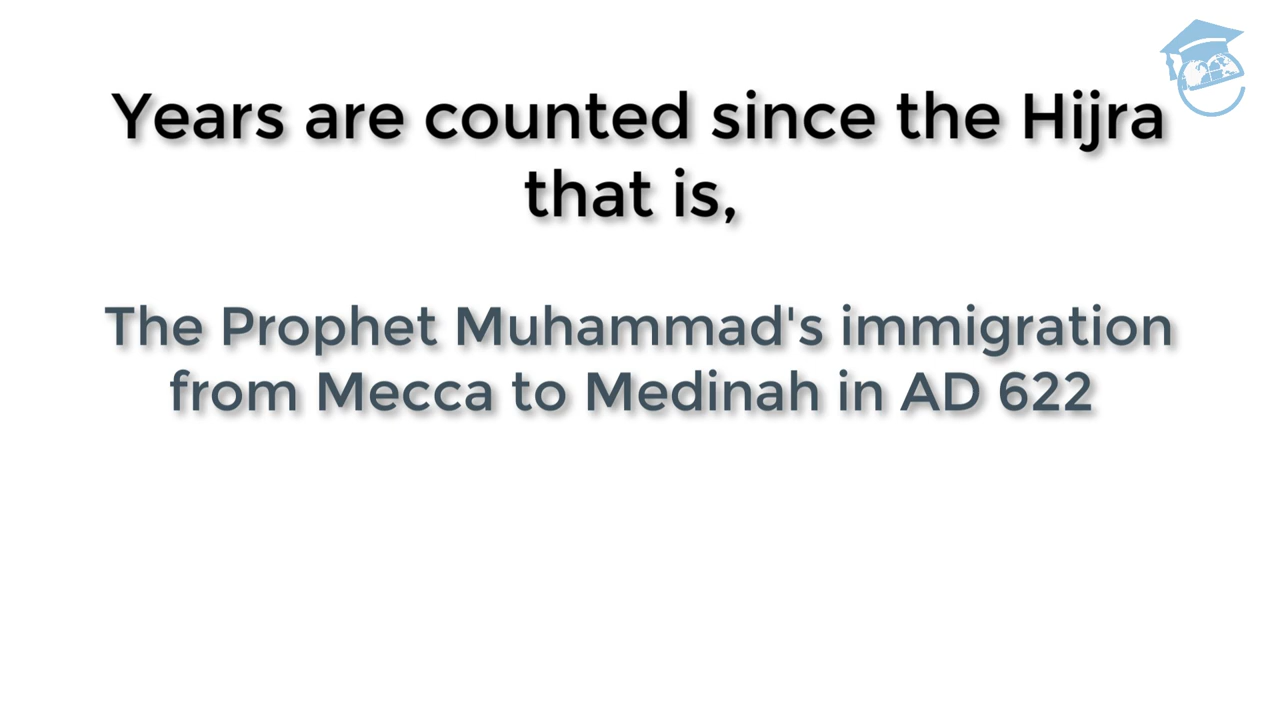 Years are counted since the Hijra
that is,
The Prophet Muhammad's immigration
from Mecca to Medinah in AD 622